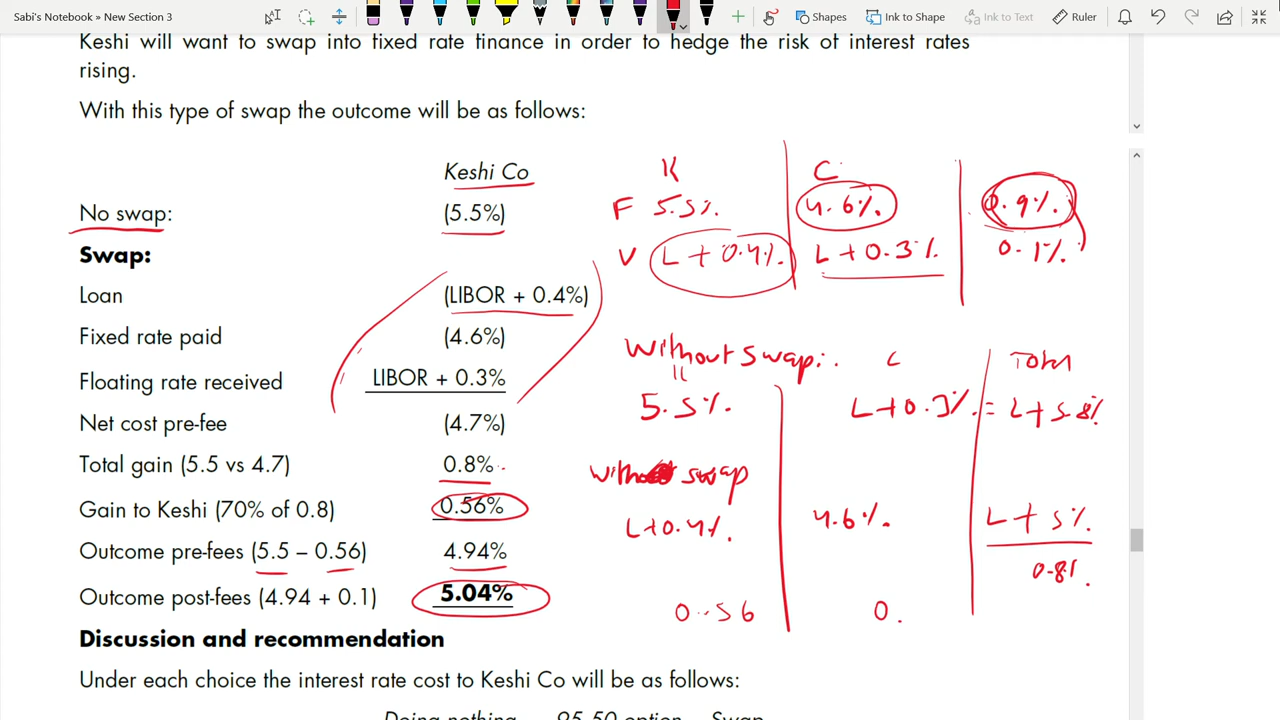 Sabi's Notebook » New Section 3
Shapes Ink to Shape Ink to Text Ruler
Keshi will want to swap into fixed rate finance in order to hedge the risk of interest rates
rising.
With this type of swap the outcome will be as follows:
Keshi Co
No swap: (5.5%)
Swap:
Loan (LIBOR + 0.4%)
Fixed rate paid (4.6%)
Floating rate received LIBOR + 0.3%
Net cost pre-fee (4.7%)
Total gain (5.5 vs 4.7) 0.8%
Gain to Keshi (70% of 0.8) 0.56%
Outcome pre-fees (5.5 – 0.56) 4.94%
Outcome post-fees (4.94 + 0.1) 5.04%
Discussion and recommendation
Under each choice the interest rate cost to Keshi Co will be as follows:
Doing nothing 95.50 option Swap
K C
F 5.5% 4.6% 0.9%
V L + 0.4% L + 0.3% 0.1%
Without swap: C Total
K
5.5% L + 0.3% = L + 5.8%
With swap
L + 0.4% 4.6% L + 5%
0.8%
0.56 0.